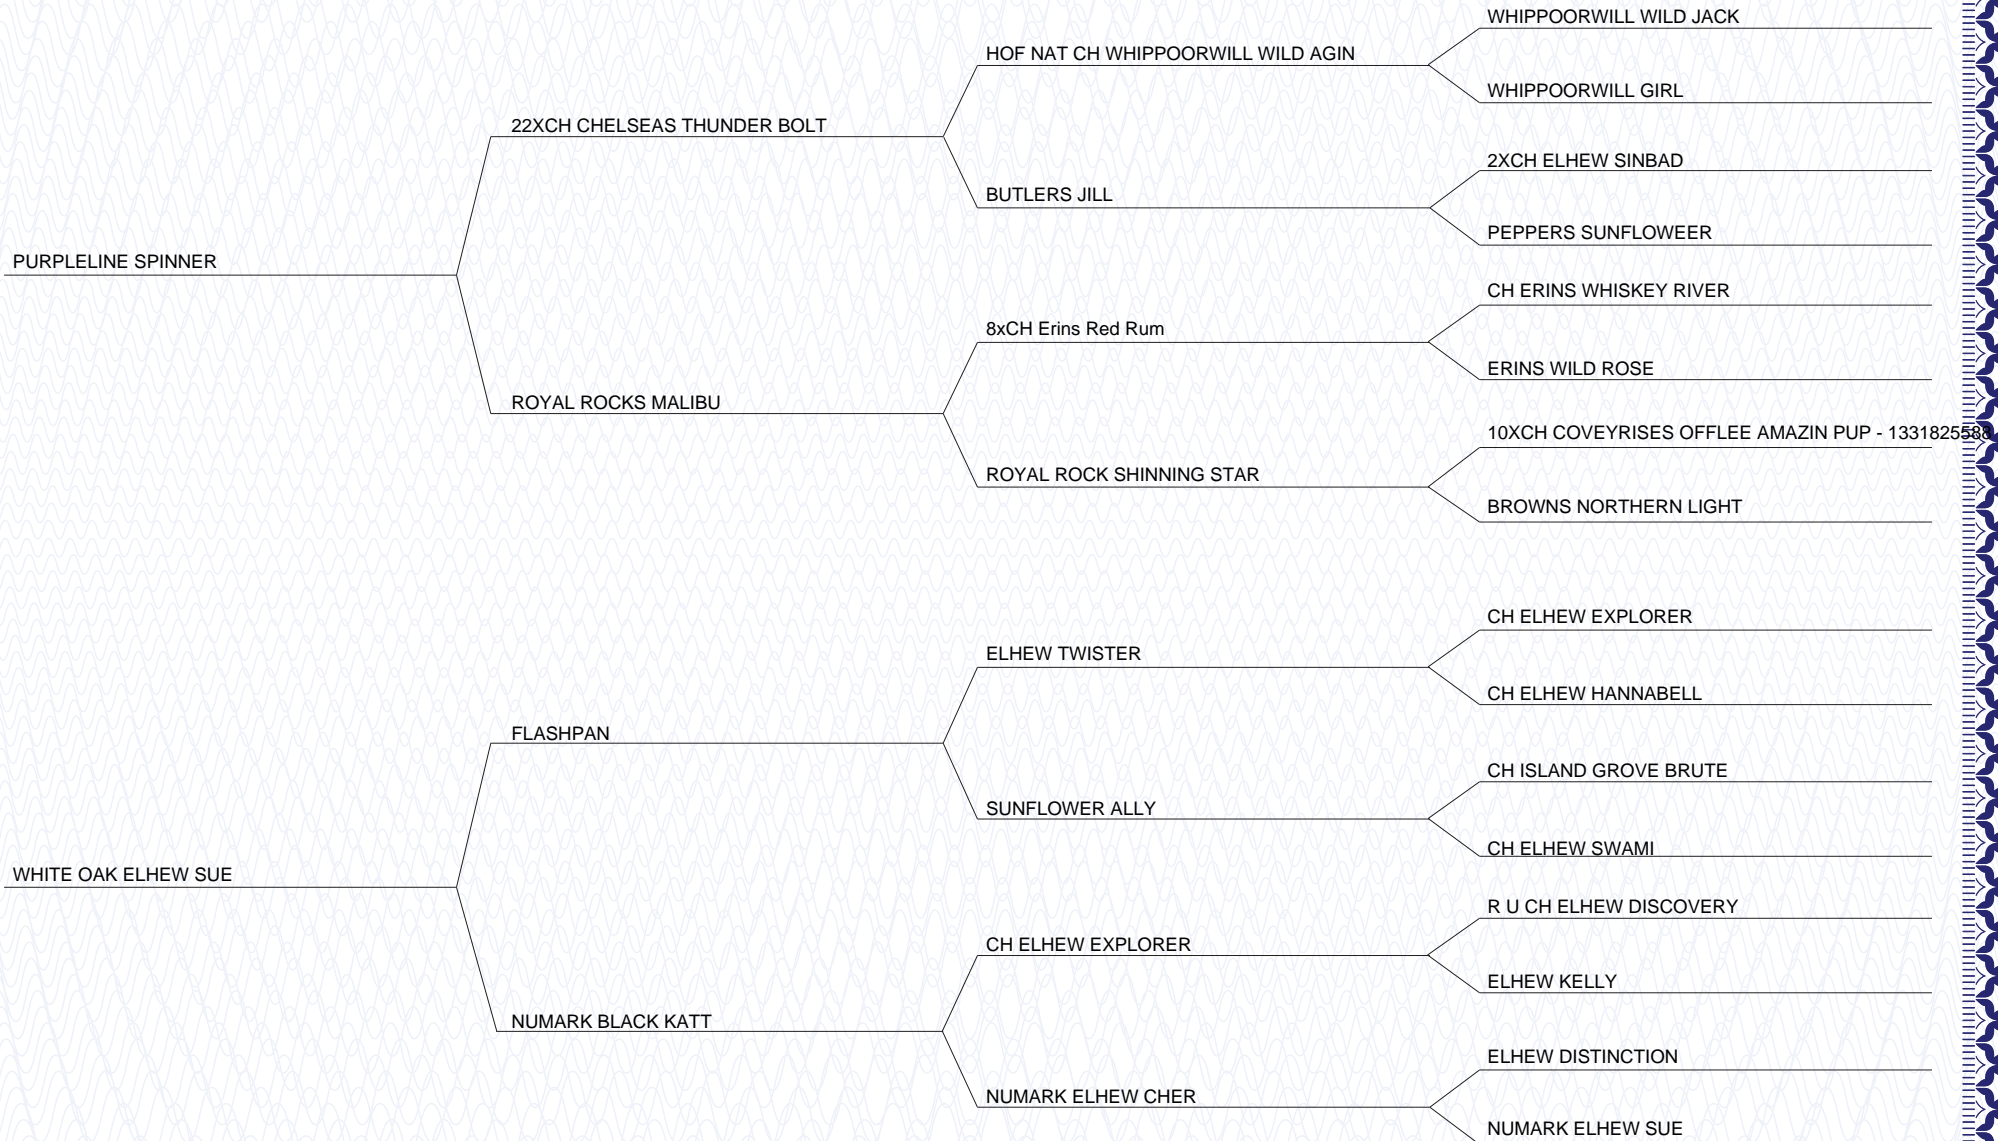 WHIPPOORWILL WILD JACK
HOF NAT CH WHIPPOORWILL WILD AGIN
WHIPPOORWILL GIRL
22XCH CHELSEAS THUNDER BOLT
2XCH ELHEW SINBAD
BUTLERS JILL
PEPPERS SUNFLOWEER
PURPLELINE SPINNER
CH ERINS WHISKEY RIVER
8xCH Erins Red Rum
ERINS WILD ROSE
ROYAL ROCKS MALIBU
10XCH COVEYRISES OFFLEE AMAZIN PUP - 1331825588
ROYAL ROCK SHINNING STAR
BROWNS NORTHERN LIGHT
CH ELHEW EXPLORER
ELHEW TWISTER
CH ELHEW HANNABELL
FLASHPAN
CH ISLAND GROVE BRUTE
SUNFLOWER ALLY
CH ELHEW SWAMI
WHITE OAK ELHEW SUE
R U CH ELHEW DISCOVERY
CH ELHEW EXPLORER
ELHEW KELLY
NUMARK BLACK KATT
ELHEW DISTINCTION
NUMARK ELHEW CHER
NUMARK ELHEW SUE